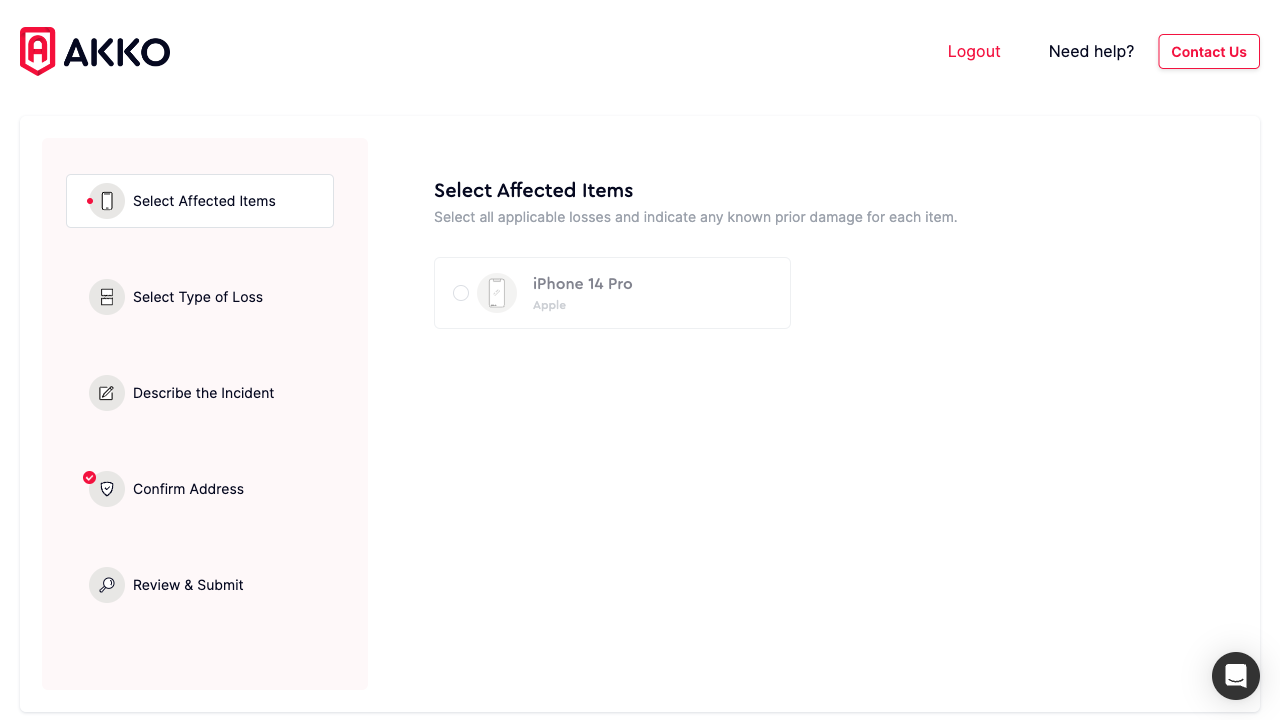 AKKO
Logout
Need help?
Contact Us
Select Affected Items
Select Type of Loss
Describe the Incident
Confirm Address
Review & Submit
Select Affected Items
Select all applicable losses and indicate any known prior damage for each item.
iPhone 14 Pro
Apple